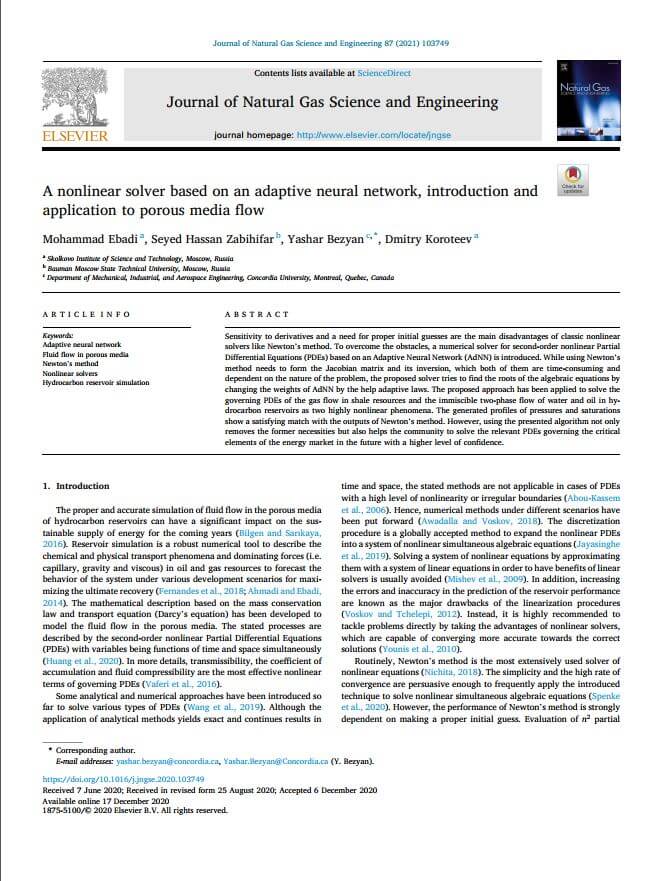 Journal of Natural Gas Science and Engineering 87 (2021) 103749
Contents lists available at ScienceDirect
Journal of Natural Gas Science and Engineering
journal homepage: http://www.elsevier.com/locate/jngse
ELSEVIER
Natural Gas
Check for
updates
A nonlinear solver based on an adaptive neural network, introduction and
application to porous media flow
Mohammad Ebadi a, Seyed Hassan Zabihifar b, Yashar Bezyan c,*, Dmitry Koroteev a
a Skolkovo Institute of Science and Technology, Moscow, Russia
b Bauman Moscow State Technical University, Moscow, Russia
c Department of Mechanical, Industrial, and Aerospace Engineering, Concordia University, Montreal, Quebec, Canada
ARTICLE INFO
Keywords:
Adaptive neural network
Fluid flow in porous media
Newton's method
Nonlinear solvers
Hydrocarbon reservoir simulation
ABSTRACT
Sensitivity to derivatives and a need for proper initial guesses are the main disadvantages of classic nonlinear
solvers like Newton's method. To overcome the obstacles, a numerical solver for second-order nonlinear Partial
Differential Equations (PDEs) based on an Adaptive Neural Network (AdNN) is introduced. While using Newton's
method needs to form the Jacobian matrix and its inversion, which both of them are time-consuming and
dependent on the nature of the problem, the proposed solver tries to find the roots of the algebraic equations by
changing the weights of AdNN by the help adaptive laws. The proposed approach has been applied to solve the
governing PDEs of the gas flow in shale resources and the immiscible two-phase flow of water and oil in hy-
drocarbon reservoirs as two highly nonlinear phenomena. The generated profiles of pressures and saturations
show a satisfying match with the outputs of Newton's method. However, using the presented algorithm not only
removes the former necessities but also helps the community to solve the relevant PDEs governing the critical
elements of the energy market in the future with a higher level of confidence.
1. Introduction
The proper and accurate simulation of fluid flow in the porous media
of hydrocarbon reservoirs can have a significant impact on the sus-
tainable supply of energy for the coming years (Bilgen and Sarıkaya,
2016). Reservoir simulation is a robust numerical tool to describe the
chemical and physical transport phenomena and dominating forces (i.e.
capillary, gravity and viscous) in oil and gas resources to forecast the
behavior of the system under various development scenarios for maxi-
mizing the ultimate recovery (Fernandes et al., 2018; Ahmadi and Ebadi,
2014). The mathematical description based on the mass conservation
law and transport equation (Darcy's equation) has been developed to
model the fluid flow in the porous media. The stated processes are
described by the second-order nonlinear Partial Differential Equations
(PDEs) with variables being functions of time and space simultaneously
(Huang et al., 2020). In more details, transmissibility, the coefficient of
accumulation and fluid compressibility are the most effective nonlinear
terms of governing PDEs (Vaferi et al., 2016).
Some analytical and numerical approaches have been introduced so
far to solve various types of PDEs (Wang et al., 2019). Although the
application of analytical methods yields exact and continues results in
time and space, the stated methods are not applicable in cases of PDEs
with a high level of nonlinearity or irregular boundaries (Abou-Kassem
et al., 2006). Hence, numerical methods under different scenarios have
been put forward (Awadalla and Voskov, 2018). The discretization
procedure is a globally accepted method to expand the nonlinear PDEs
into a system of nonlinear simultaneous algebraic equations (Jayasinghe
et al., 2019). Solving a system of nonlinear equations by approximating
them with a system of linear equations in order to have benefits of linear
solvers is usually avoided (Mishev et al., 2009). In addition, increasing
the errors and inaccuracy in the prediction of the reservoir performance
are known as the major drawbacks of the linearization procedures
(Voskov and Tchelepi, 2012). Instead, it is highly recommended to
tackle problems directly by taking the advantages of nonlinear solvers,
which are capable of converging more accurate towards the correct
solutions (Younis et al., 2010).
Routinely, Newton's method is the most extensively used solver of
nonlinear equations (Nichita, 2018). The simplicity and the high rate of
convergence are persuasive enough to frequently apply the introduced
technique to solve nonlinear simultaneous algebraic equations (Spenke
et al., 2020). However, the performance of Newton's method is strongly
dependent on making a proper initial guess. Evaluation of n² partial
* Corresponding author.
E-mail addresses: yashar.bezyan@concordia.ca, Yashar.Bezyan@Concordia.ca (Y. Bezyan).
https://doi.org/10.1016/j.jngse.2020.103749
Received 7 June 2020; Received in revised form 25 August 2020; Accepted 6 December 2020
Available online 17 December 2020
1875-5100/© 2020 Elsevier B.V. All rights reserved.